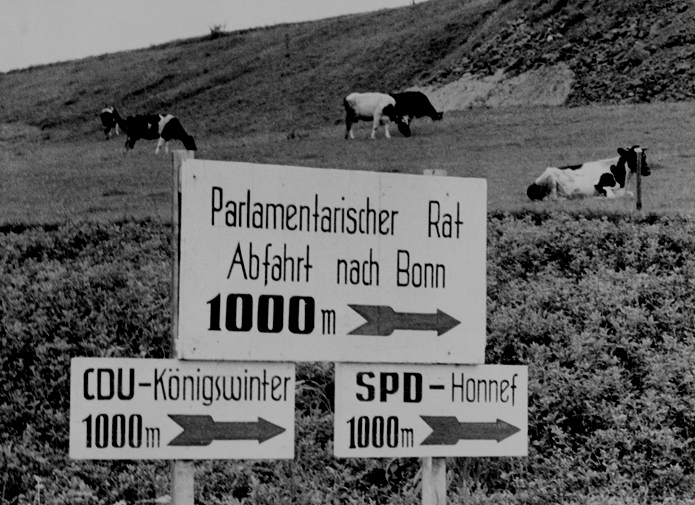 Parlamentarischer Rat
Abfahrt nach Bonn
1000 m
CDU-Königswinter
1000m
SPD-Honnef
1000m